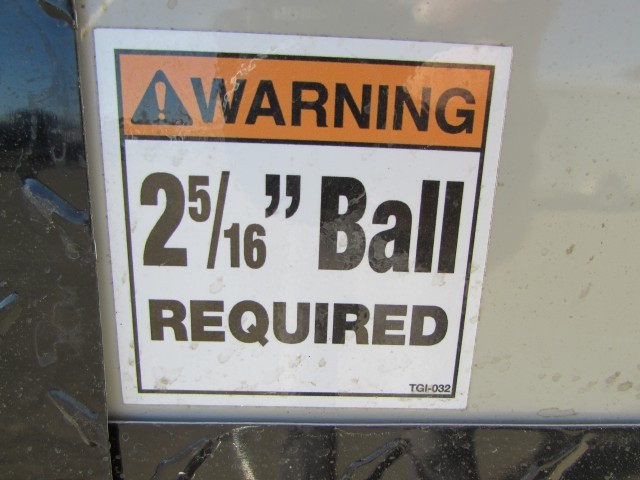 WARNING
2 5/16" Ball
REQUIRED
TGI-032